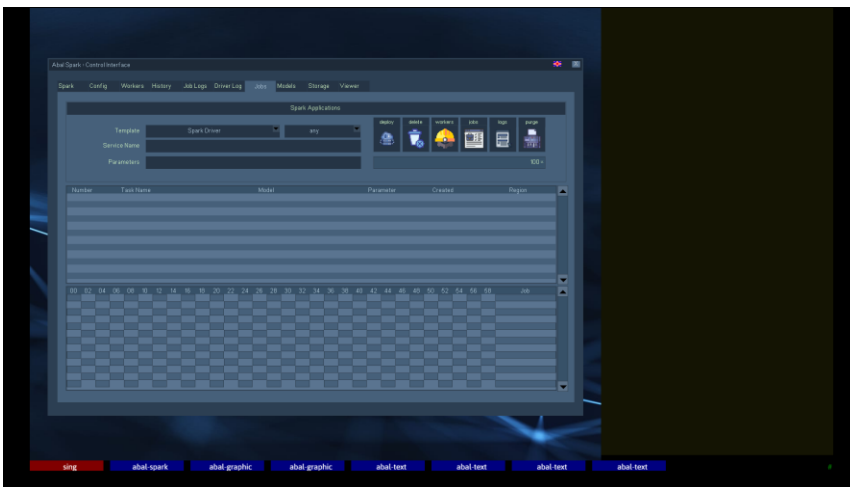 Abal Spark - Control Interface
Spark Config Workers History Job Logs Driver Log Jobs Models Storage Viewer
Spark Applications
deploy delete workers jobs logs purge
Template Spark Driver any
Service Name
Parameters 100
Number Task Name Model Parameter Created Region
00 02 04 06 08 10 12 14 16 18 20 22 24 26 28 30 32 34 36 38 40 42 44 46 48 50 52 54 56 58 Job
sing abal-spark abal-graphic abal-graphic abal-text abal-text abal-text abal-text #